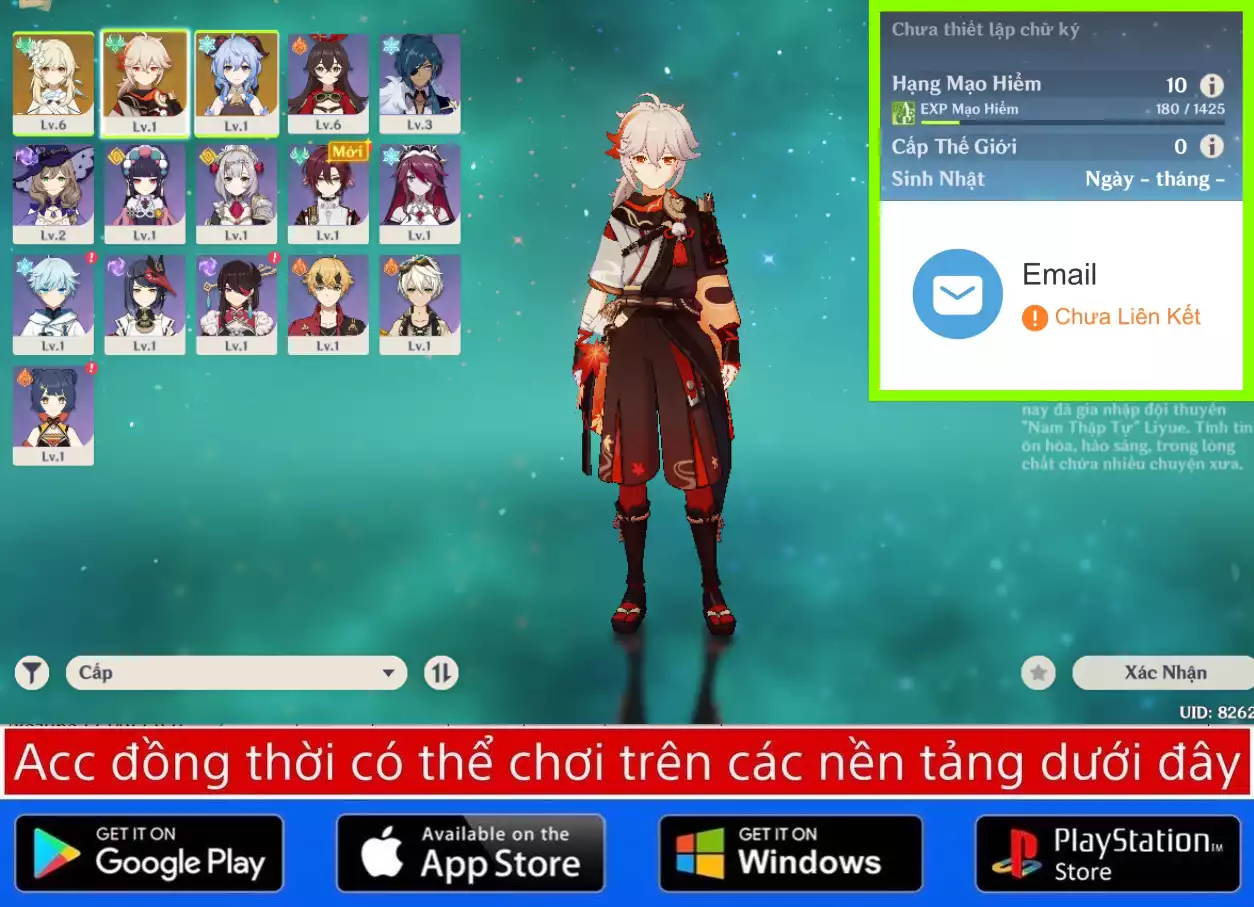 Chưa thiết lập chữ ký
Hạng Mạo Hiểm 10
EXP Mạo Hiểm 180 / 1425
Cấp Thế Giới 0
Sinh Nhật Ngày - tháng -
Email
Chưa Liên Kết
Lv.6 Lv.1 Lv.1 Lv.6 Lv.3
Mới
Lv.2 Lv.1 Lv.1 Lv.1 Lv.1
Lv.1 Lv.1 Lv.1 Lv.1 Lv.1
Lv.1
này đã gia nhập đội thuyền
"Nam Thập Tự" Liyue. Tính tình
ôn hòa, hào sảng, trong lòng
chất chứa nhiều chuyện xưa.
Cấp
Xác Nhận
UID: 8262
Acc đồng thời có thể chơi trên các nền tảng dưới đây
GET IT ON
Google Play
Available on the
App Store
GET IT ON
Windows
PlayStation™
Store